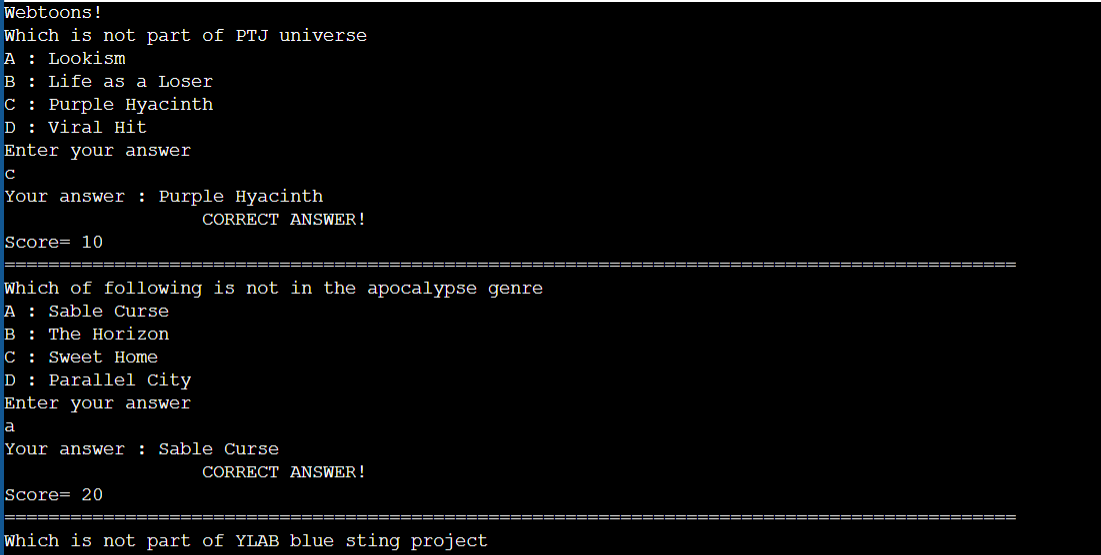 Webtoons!
Which is not part of PTJ universe
A : Lookism
B : Life as a Loser
C : Purple Hyacinth
D : Viral Hit
Enter your answer
c
Your answer : Purple Hyacinth
CORRECT ANSWER!
Score= 10
============================================================================================
Which of following is not in the apocalypse genre
A : Sable Curse
B : The Horizon
C : Sweet Home
D : Parallel City
Enter your answer
a
Your answer : Sable Curse
CORRECT ANSWER!
Score= 20
============================================================================================
Which is not part of YLAB blue sting project